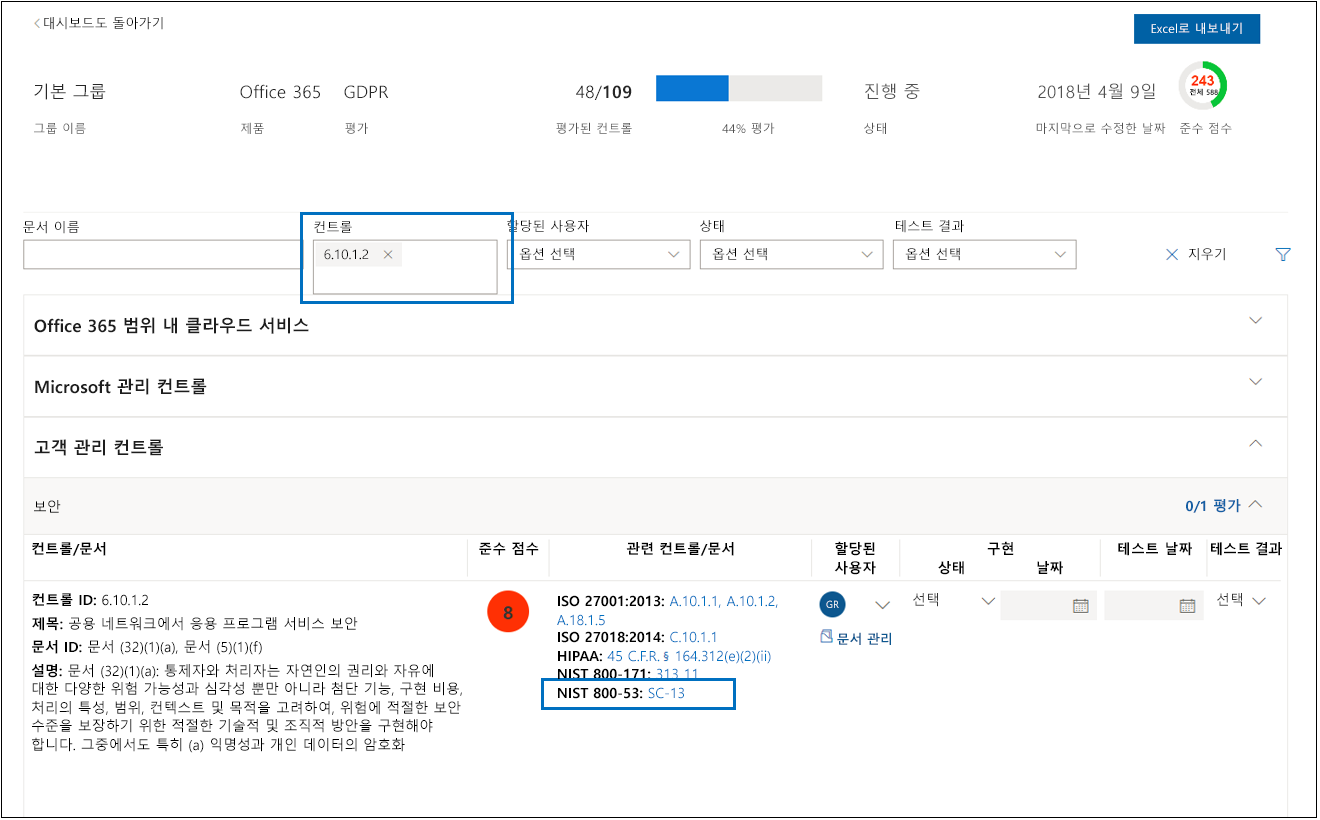 대시보드도 돌아가기
Excel로 내보내기
기본 그룹 Office 365 GDPR 48/109 진행 중 2018년 4월 9일 243 전체 588
그룹 이름 제품 평가 평가된 컨트롤 44% 평가 상태 마지막으로 수정한 날짜 준수 점수
문서 이름 컨트롤 할당된 사용자 상태 테스트 결과
6.10.1.2 옵션 선택 옵션 선택 옵션 선택 지우기
Office 365 범위 내 클라우드 서비스
Microsoft 관리 컨트롤
고객 관리 컨트롤
보안 0/1 평가
컨트롤/문서 준수 점수 관련 컨트롤/문서 할당된 사용자 구현 상태 날짜 테스트 날짜 테스트 결과
컨트롤 ID: 6.10.1.2
제목: 공용 네트워크에서 응용 프로그램 서비스 보안
문서 ID: 문서 (32)(1)(a), 문서 (5)(1)(f)
설명: 문서 (32)(1)(a): 통제자와 처리자는 자연인의 권리와 자유에
대한 다양한 위험 가능성과 심각성 뿐만 아니라 첨단 기능, 구현 비용,
처리의 특성, 범위, 컨텍스트 및 목적을 고려하여, 위험에 적절한 보안
수준을 보장하기 위한 적절한 기술적 및 조직적 방안을 구현해야
합니다. 그중에서도 특히 (a) 익명성과 개인 데이터의 암호화
8
ISO 27001:2013: A.10.1.1, A.10.1.2,
A.18.1.5
ISO 27018:2014: C.10.1.1
HIPAA: 45 C.F.R.§ 164.312(e)(2)(ii)
NIST 800-171: 313.11
NIST 800-53: SC-13
GR
문서 관리
선택
선택